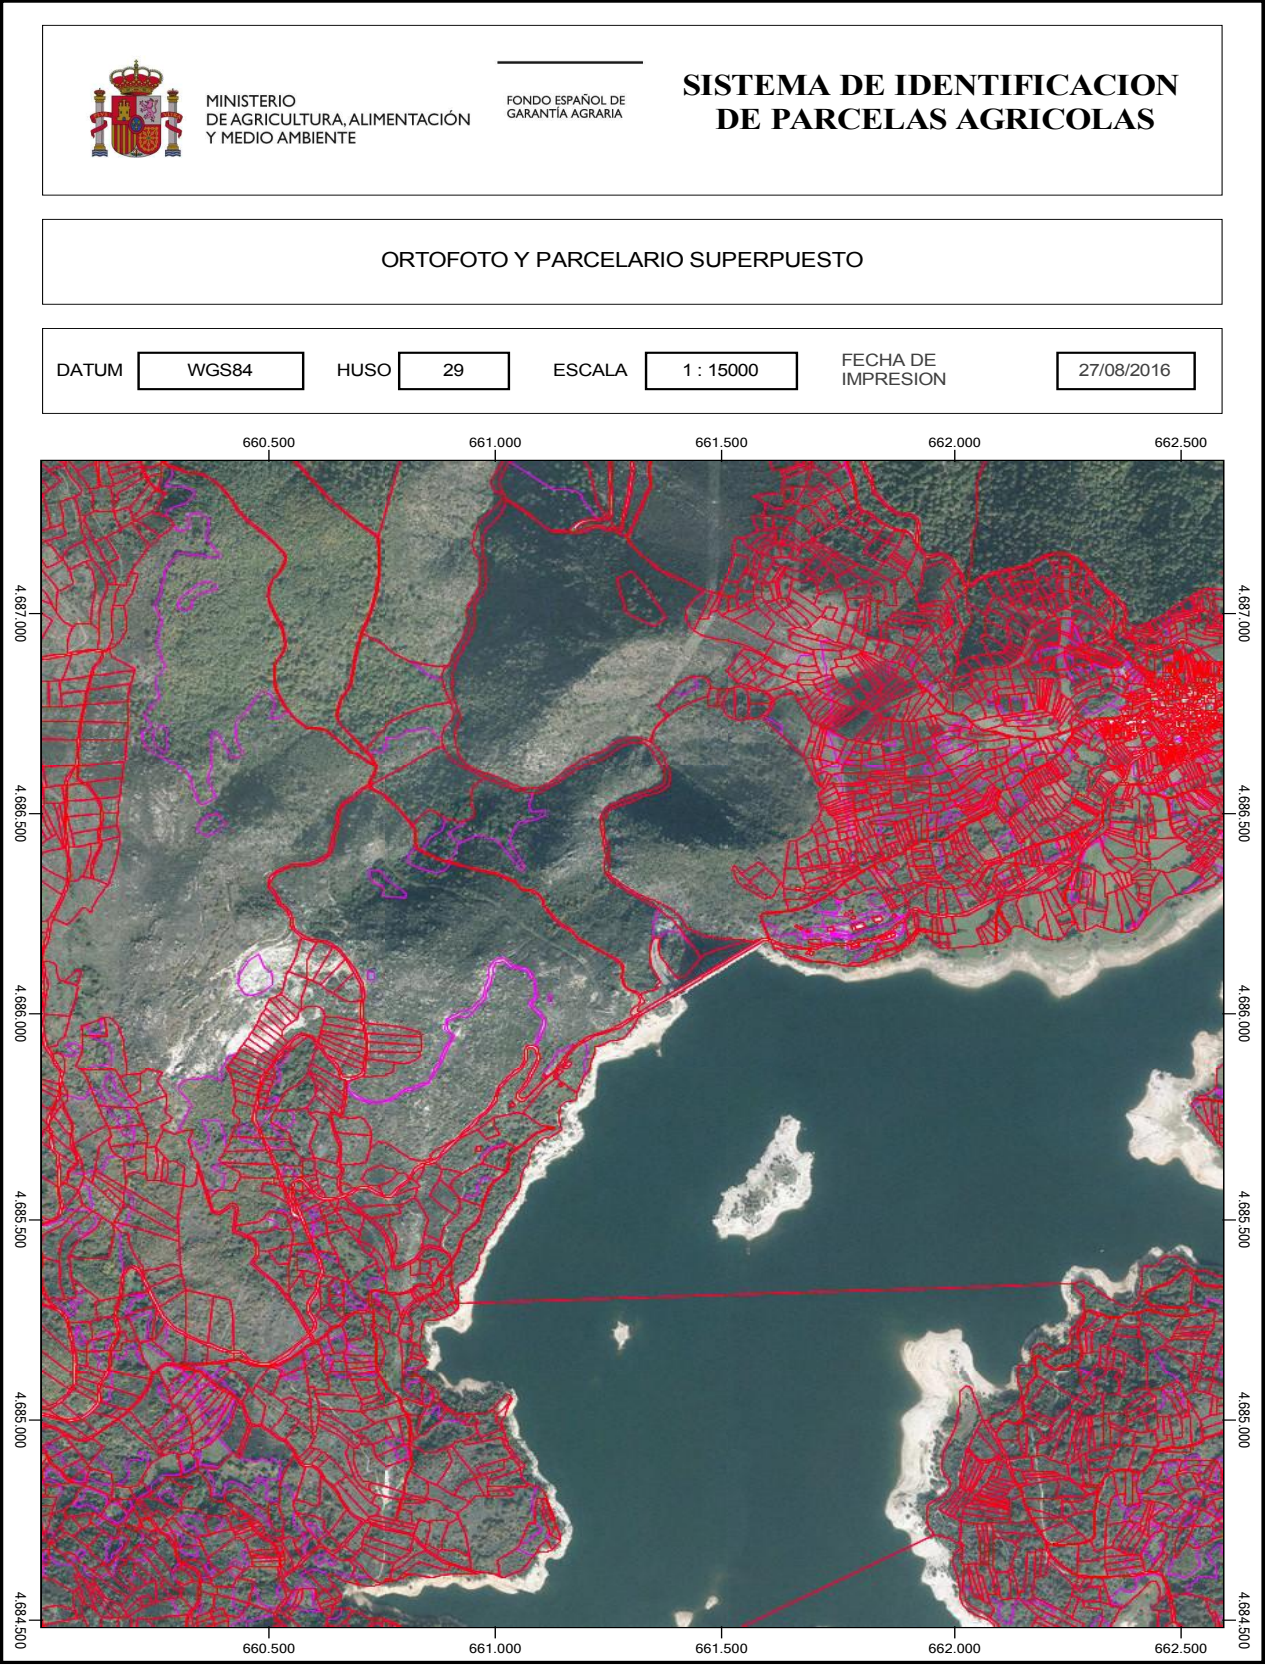 MINISTERIO
DE AGRICULTURA, ALIMENTACIÓN
Y MEDIO AMBIENTE
FONDO ESPAÑOL DE
GARANTÍA AGRARIA
SISTEMA DE IDENTIFICACION
DE PARCELAS AGRICOLAS
ORTOFOTO Y PARCELARIO SUPERPUESTO
DATUM WGS84 HUSO 29 ESCALA 1 : 15000 FECHA DE
IMPRESION 27/08/2016
660.500 661.000 661.500 662.000 662.500
4.687.000 4.687.000
4.686.500 4.686.500
4.686.000 4.686.000
4.685.500 4.685.500
4.685.000 4.685.000
4.684.500 4.684.500
660.500 661.000 661.500 662.000 662.500